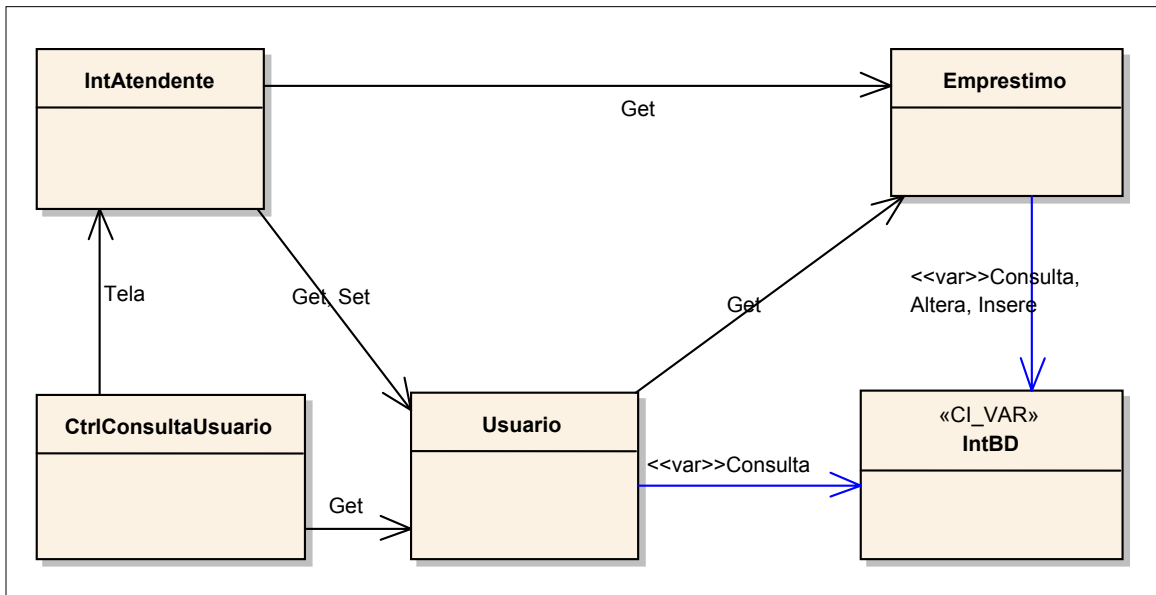 IntAtendente
Emprestimo
Get
Tela
Get, Set
Get
<<var>>Consulta,
Altera, Insere
CtrlConsultaUsuario
Usuario
«CI_VAR»
IntBD
<<var>>Consulta
Get